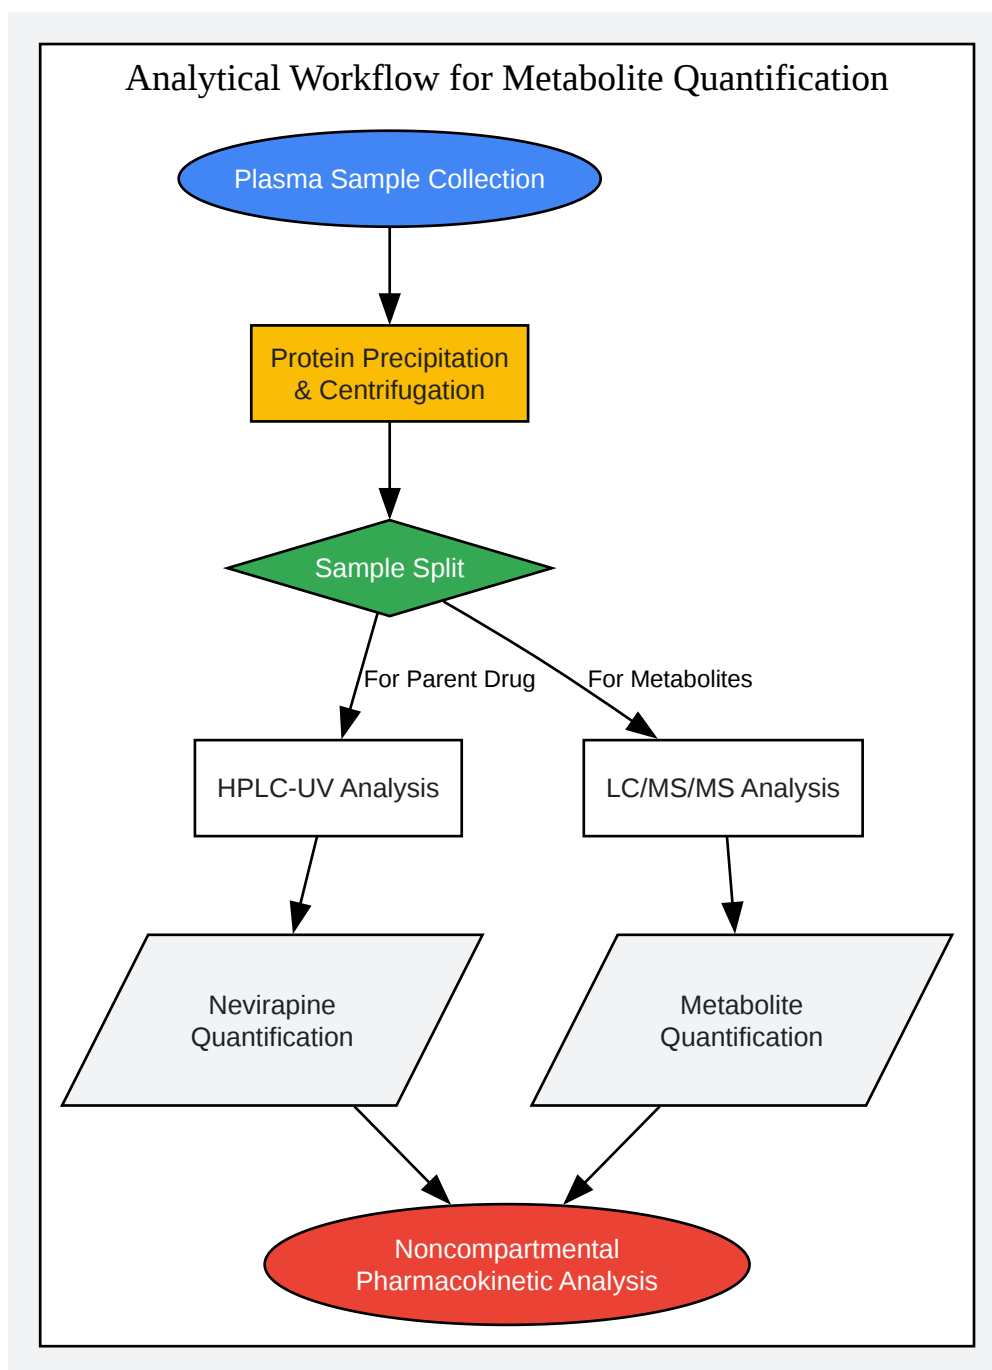 Analytical Workflow for Metabolite Quantification
Plasma Sample Collection
Protein Precipitation
& Centrifugation
Sample Split
For Parent Drug
For Metabolites
HPLC-UV Analysis
LC/MS/MS Analysis
Nevirapine
Quantification
Metabolite
Quantification
Noncompartmental
Pharmacokinetic Analysis